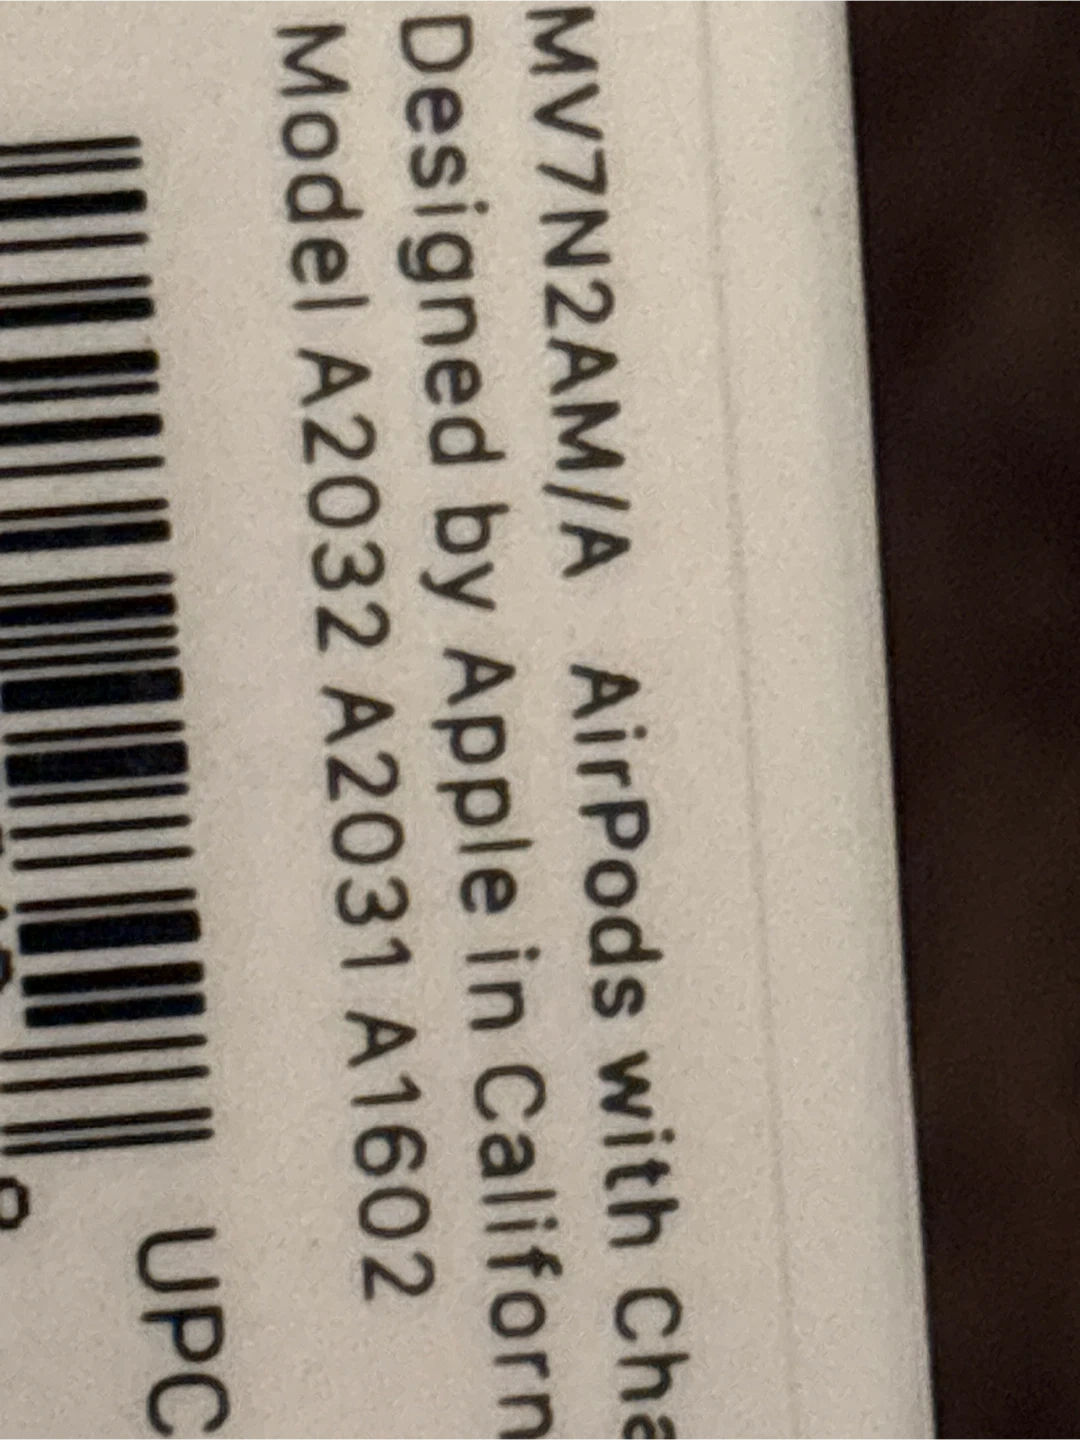 MV7N2AM/A AirPods with Cha
Designed by Apple in Californ
Model A2032 A2031 A1602
UPC